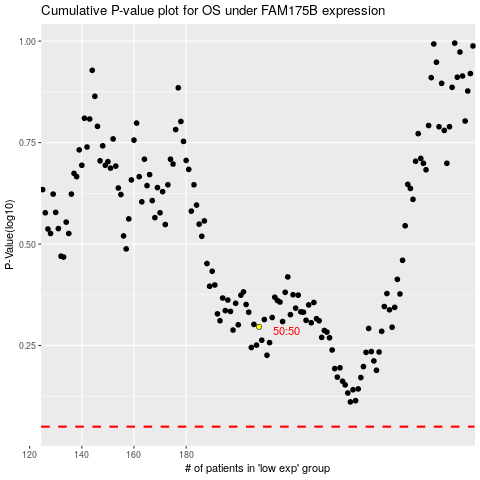 Cumulative P-value plot for OS under FAM175B expression
P-Value(log10)
1.00
0.75
0.50
0.25
50:50
120 140 160 180
# of patients in 'low exp' group